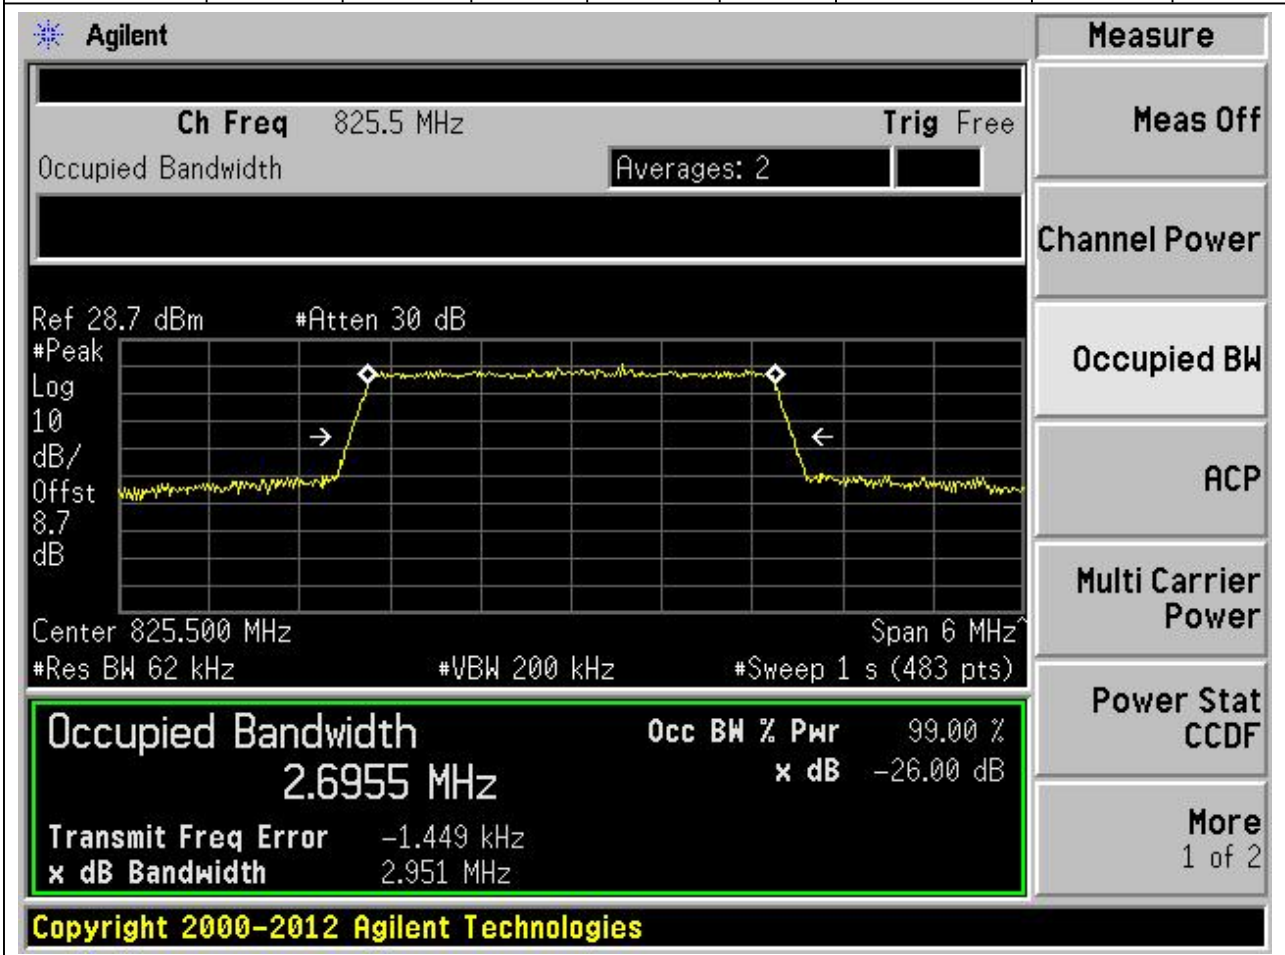 Agilent
Measure
Ch Freq 825.5 MHz Trig Free
Occupied Bandwidth Averages: 2
Meas Off
Channel Power
Occupied BW
ACP
Multi Carrier
Power
Power Stat
CCDF
More
1 of 2
Ref 28.7 dBm #Atten 30 dB
#Peak
Log
10
dB/
Offst
8.7
dB
Center 825.500 MHz Span 6 MHz^
#Res BW 62 kHz #VBW 200 kHz #Sweep 1 s (483 pts)
Occupied Bandwidth Occ BW % Pwr 99.00 %
2.6955 MHz x dB -26.00 dB
Transmit Freq Error -1.449 kHz
x dB Bandwidth 2.951 MHz
Copyright 2000-2012 Agilent Technologies